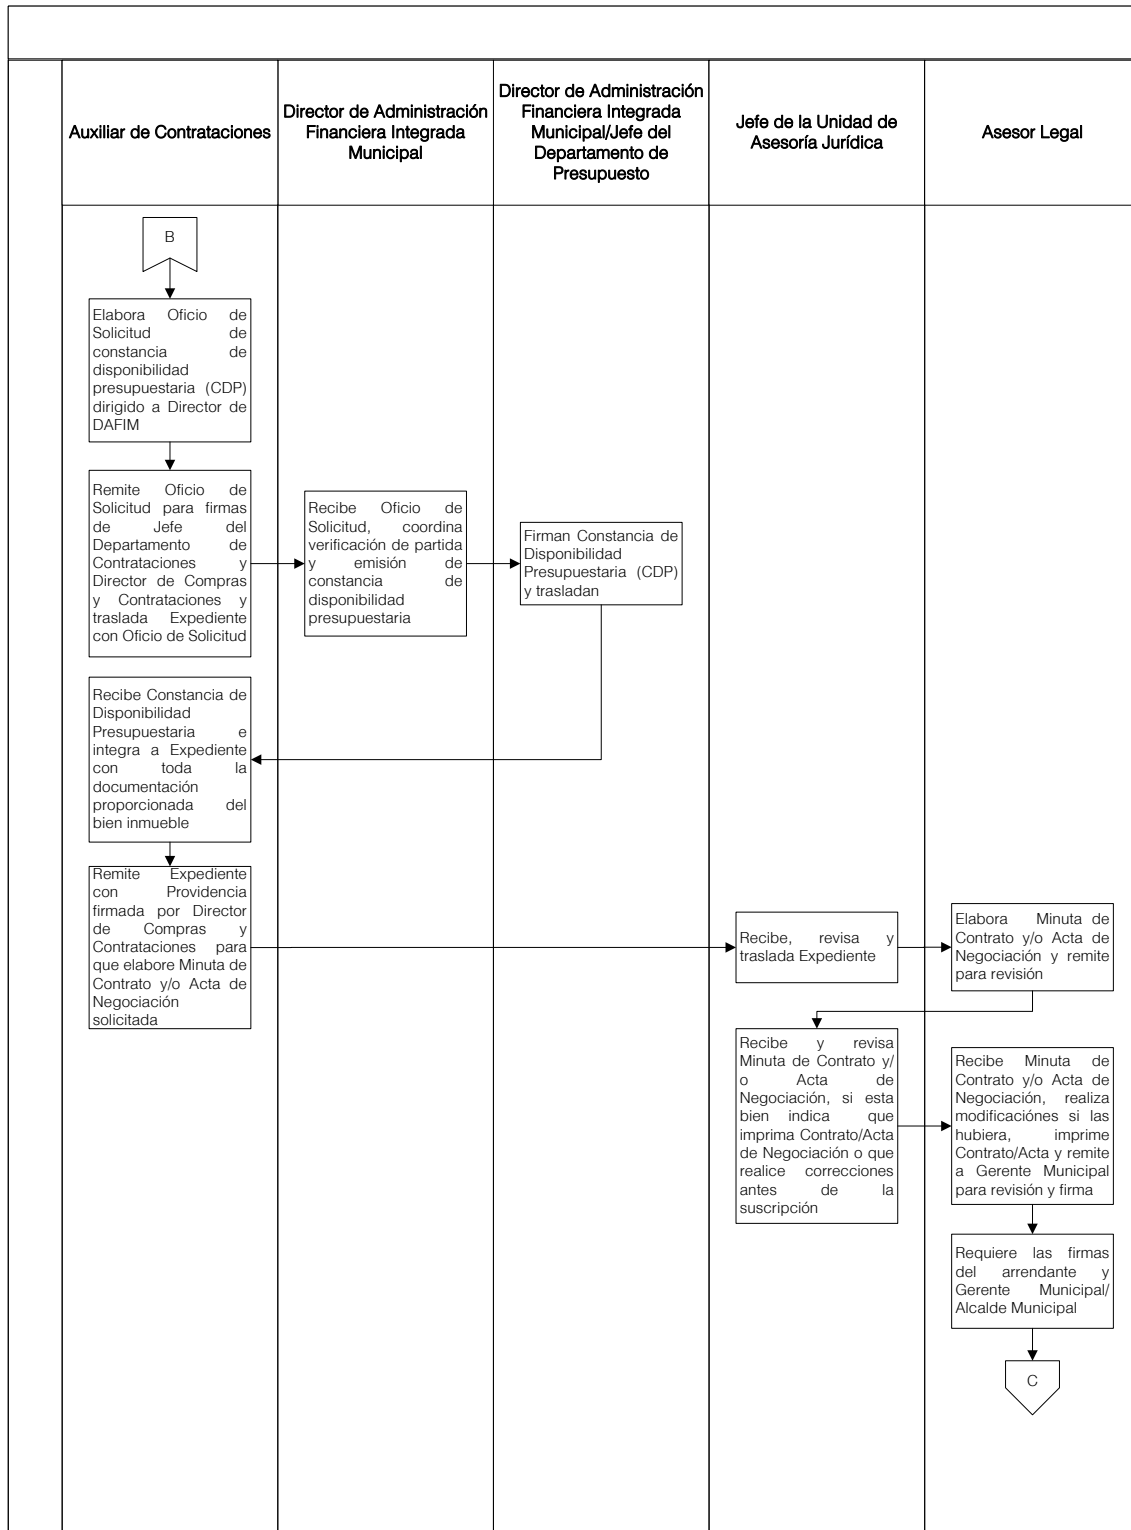 Auxiliar de Contrataciones
Director de Administración
Financiera Integrada
Municipal
Director de Administración
Financiera Integrada
Municipal/Jefe del
Departamento de
Presupuesto
Jefe de la Unidad de
Asesoría Jurídica
Asesor Legal
B
Elabora Oficio de
Solicitud de
constancia de
disponibilidad
presupuestaria (CDP)
dirigido a Director de
DAFIM
Remite Oficio de
Solicitud para firmas
de Jefe del
Departamento de
Contrataciones y
Director de Compras
y Contrataciones y
traslada Expediente
con Oficio de Solicitud
Recibe Oficio de
Solicitud, coordina
verificación de partida
y emisión de
constancia de
disponibilidad
presupuestaria
Firman Constancia de
Disponibilidad
Presupuestaria (CDP)
y trasladan
Recibe Constancia de
Disponibilidad
Presupuestaria e
integra a Expediente
con toda la
documentación
proporcionada del
bien inmueble
Remite Expediente
con Providencia
firmada por Director
de Compras y
Contrataciones para
que elabore Minuta de
Contrato y/o Acta de
Negociación
solicitada
Recibe, revisa y
traslada Expediente
Elabora Minuta de
Contrato y/o Acta de
Negociación y remite
para revisión
Recibe y revisa
Minuta de Contrato y/
o Acta de
Negociación, si esta
bien indica que
imprima Contrato/Acta
de Negociación o que
realice correcciones
antes de la
suscripción
Recibe Minuta de
Contrato y/o Acta de
Negociación, realiza
modificaciónes si las
hubiera, imprime
Contrato/Acta y remite
a Gerente Municipal
para revisión y firma
Requiere las firmas
del arrendante y
Gerente Municipal/
Alcalde Municipal
C